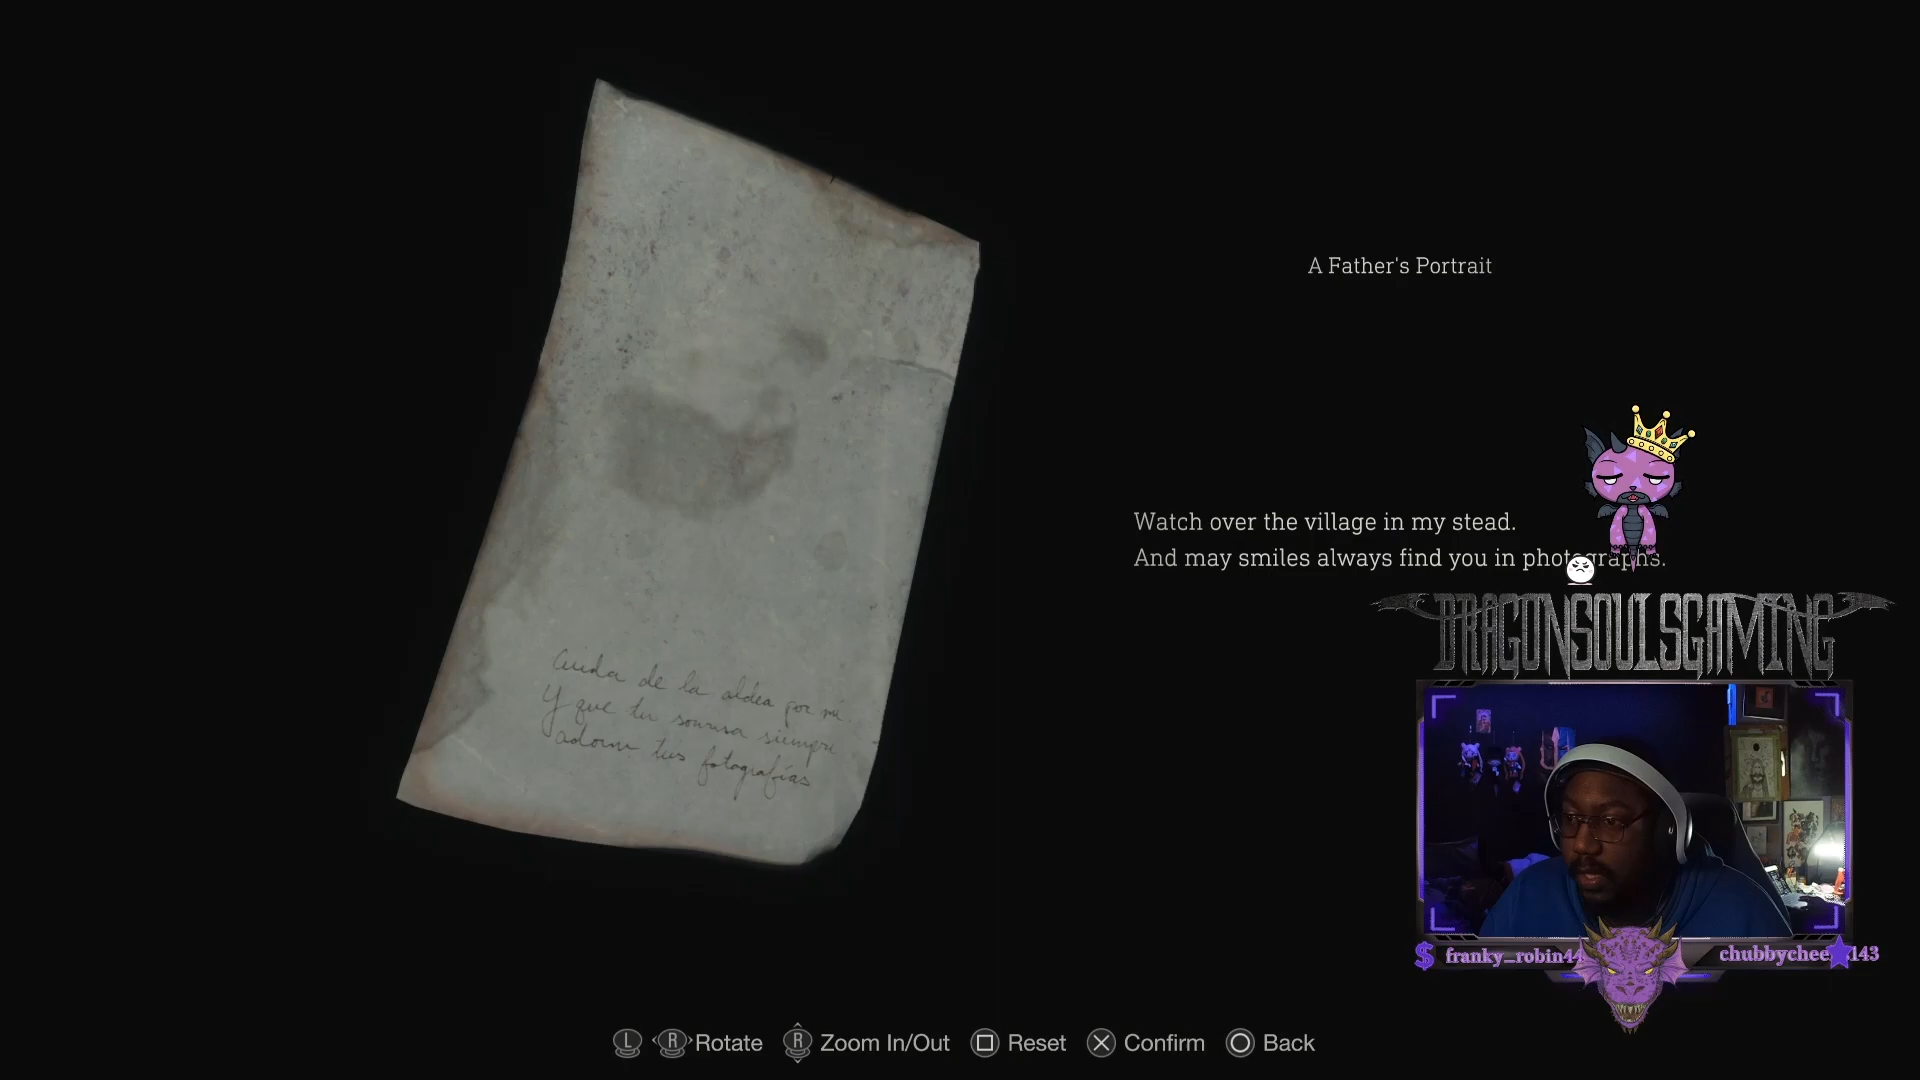 A Father's Portrait
Watch over the village in my stead.
And may smiles always find you in photographs.
Cuida de la aldea por mí.
Y que tu sonrisa siempre
adorne tus fotografías
DRAGONSOULSGAMING
$ franky_robin44
143
L R Rotate R Zoom In/Out Reset Confirm Back